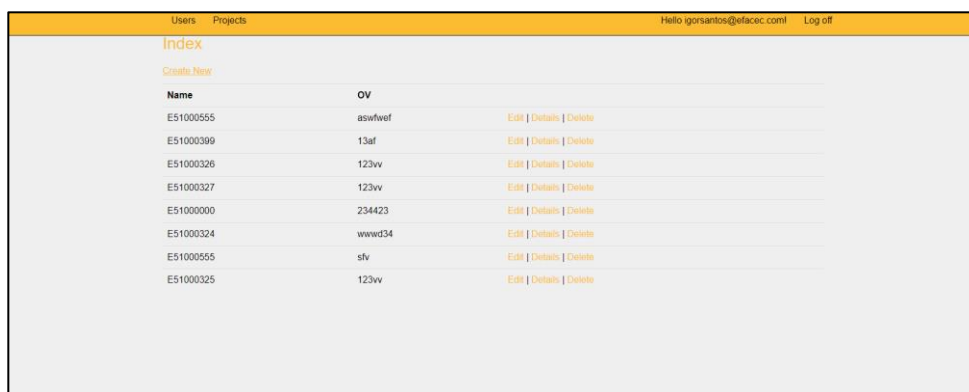 Users Projects Hello igorsantos@efacec.com! Log off
Index
Create New
Name OV
E51000555 aswfwef Edit | Details | Delete
E51000399 13af Edit | Details | Delete
E51000326 123vv Edit | Details | Delete
E51000327 123vv Edit | Details | Delete
E51000000 234423 Edit | Details | Delete
E51000324 wwwd34 Edit | Details | Delete
E51000555 sfv Edit | Details | Delete
E51000325 123vv Edit | Details | Delete